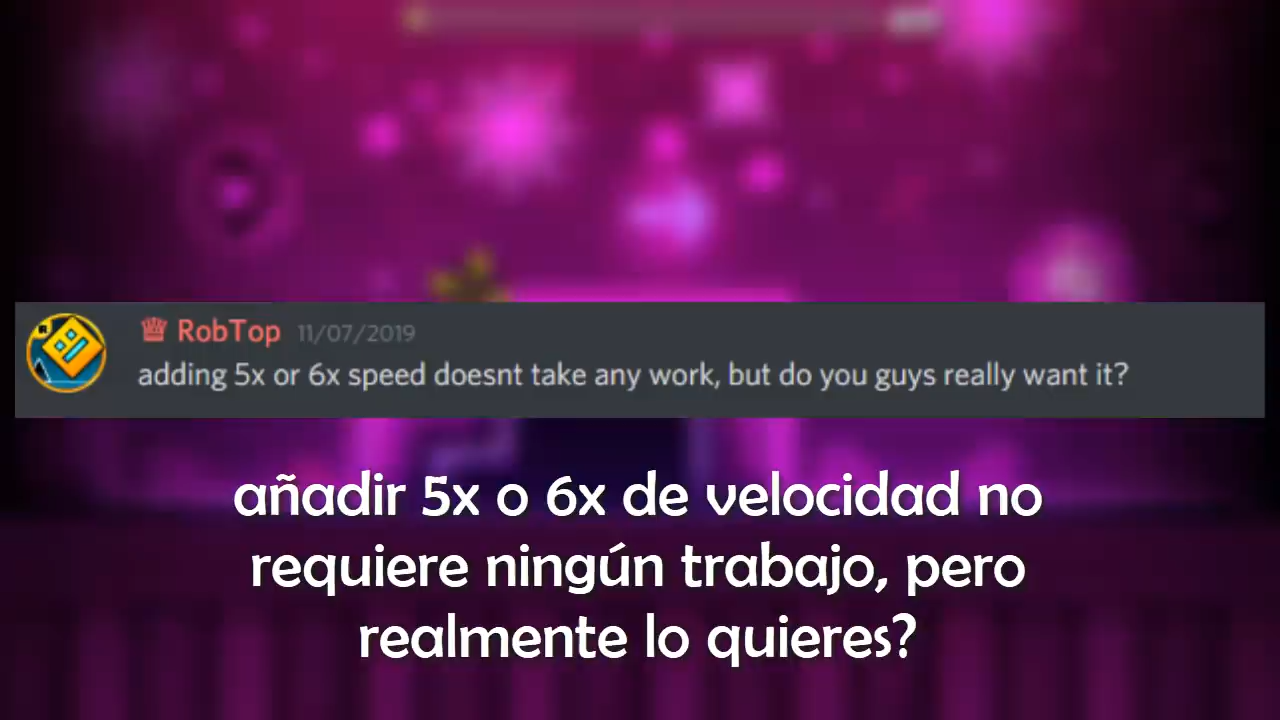 RobTop 11/07/2019
adding 5x or 6x speed doesnt take any work, but do you guys really want it?
añadir 5x o 6x de velocidad no
requiere ningún trabajo, pero
realmente lo quieres?